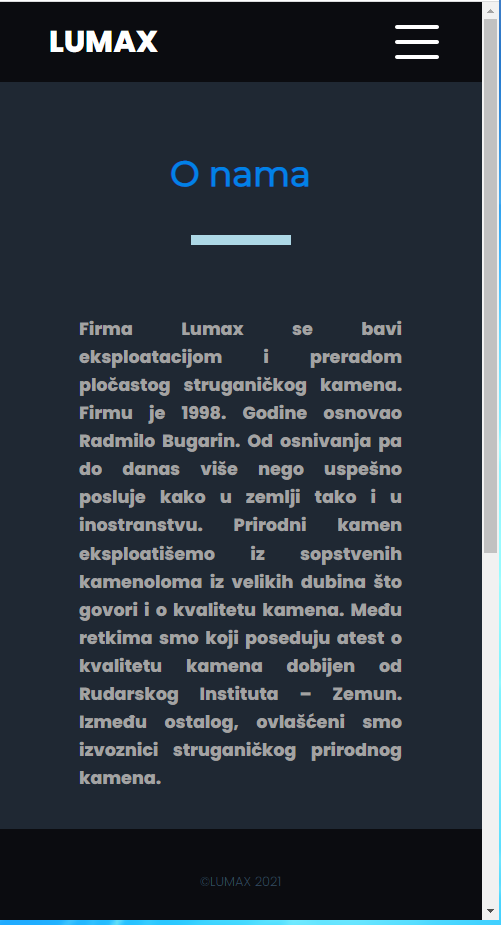 LUMAX
O nama
Firma Lumax se bavi
eksploatacijom i preradom
pločastog struganičkog kamena.
Firmu je 1998. Godine osnovao
Radmilo Bugarin. Od osnivanja pa
do danas više nego uspešno
posluje kako u zemlji tako i u
inostranstvu. Prirodni kamen
eksploatišemo iz sopstvenih
kamenoloma iz velikih dubina što
govori i o kvalitetu kamena. Među
retkima smo koji poseduju atest o
kvalitetu kamena dobijen od
Rudarskog Instituta – Zemun.
Između ostalog, ovlašćeni smo
izvoznici struganičkog prirodnog
kamena.
©LUMAX 2021